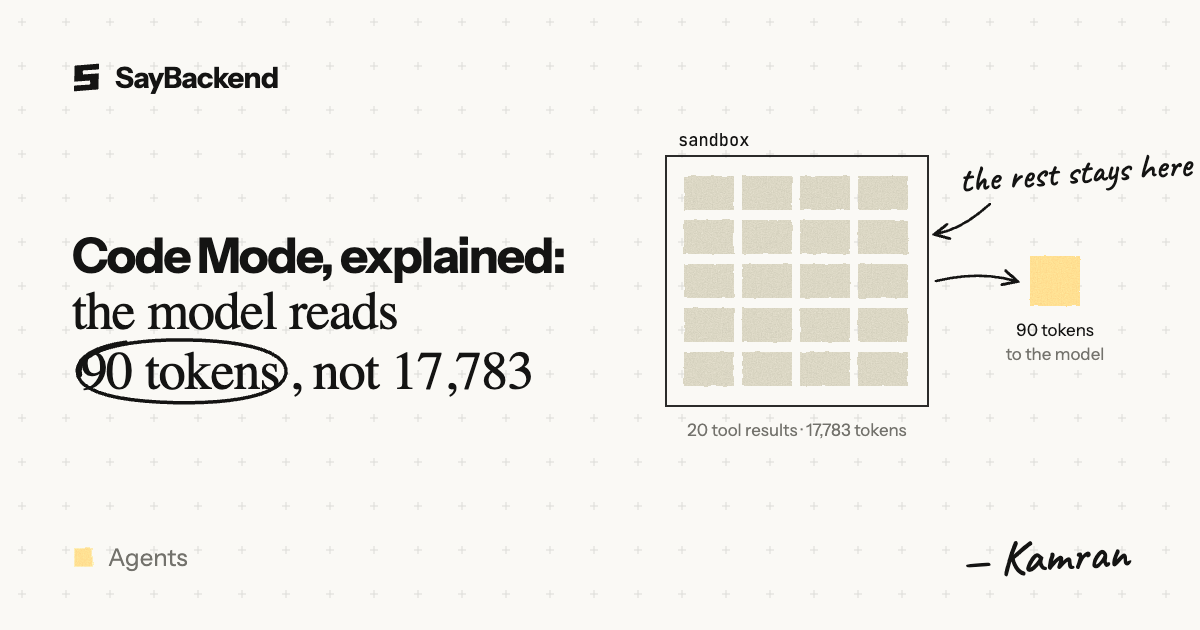 SayBackend
Code Mode, explained:
the model reads
90 tokens, not 17,783
sandbox
the rest stays here
90 tokens
to the model
20 tool results · 17,783 tokens
Agents
– Kamran